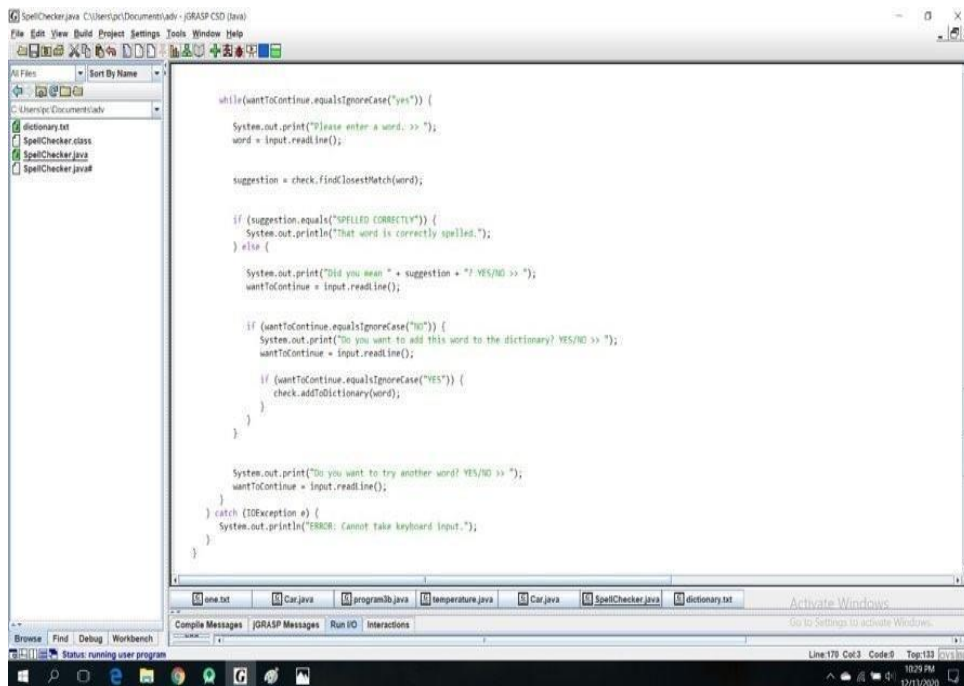 SpellChecker.java C:\Users\pc\Documents\adv - jGRASP CSD (Java)
File Edit View Build Project Settings Tools Window Help
All Files Sort By Name
C:\Users\pc\Documents\adv
dictionary.txt
SpellChecker.class
SpellChecker.java
SpellChecker.java#
while(wantToContinue.equalsIgnoreCase("yes")) {
System.out.print("Please enter a word. >> ");
word = input.readLine();
suggestion = check.findClosestMatch(word);
if (suggestion.equals("SPELLED CORRECTLY")) {
System.out.println("That word is correctly spelled.");
} else {
System.out.print("Did you mean " + suggestion + "? YES/NO >> ");
wantToContinue = input.readLine();
if (wantToContinue.equalsIgnoreCase("NO")) {
System.out.print("Do you want to add this word to the dictionary? YES/NO >> ");
wantToContinue = input.readLine();
if (wantToContinue.equalsIgnoreCase("YES")) {
check.addToDictionary(word);
}
}
}
System.out.print("Do you want to try another word? YES/NO >> ");
wantToContinue = input.readLine();
}
} catch (IOException e) {
System.out.println("ERROR: Cannot take keyboard input.");
}
}
one.txt Car.java program3b.java temperature.java Car.java SpellChecker.java dictionary.txt
Activate Windows
Go to Settings to activate Windows.
Compile Messages jGRASP Messages Run I/O Interactions
Browse Find Debug Workbench
Status: running user program
Line:170 Col:3 Code:0 Top:133
10:29 PM
12/13/2020